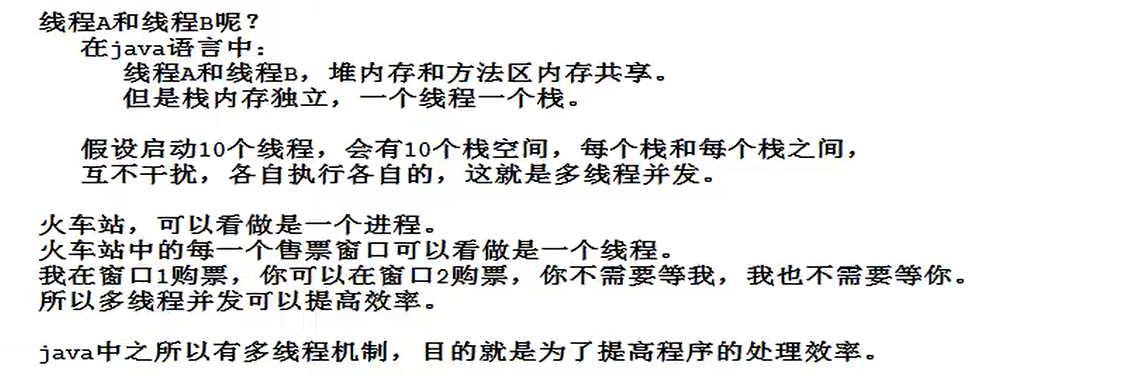 线程A和线程B呢？
在java语言中：
线程A和线程B，堆内存和方法区内存共享。
但是栈内存独立，一个线程一个栈。
假设启动10个线程，会有10个栈空间，每个栈和每个栈之间，
互不干扰，各自执行各自的，这就是多线程并发。
火车站，可以看做是一个进程。
火车站中的每一个售票窗口可以看做是一个线程。
我在窗口1购票，你可以在窗口2购票，你不需要等我，我也不需要等你。
所以多线程并发可以提高效率。
java中之所以有多线程机制，目的就是为了提高程序的处理效率。